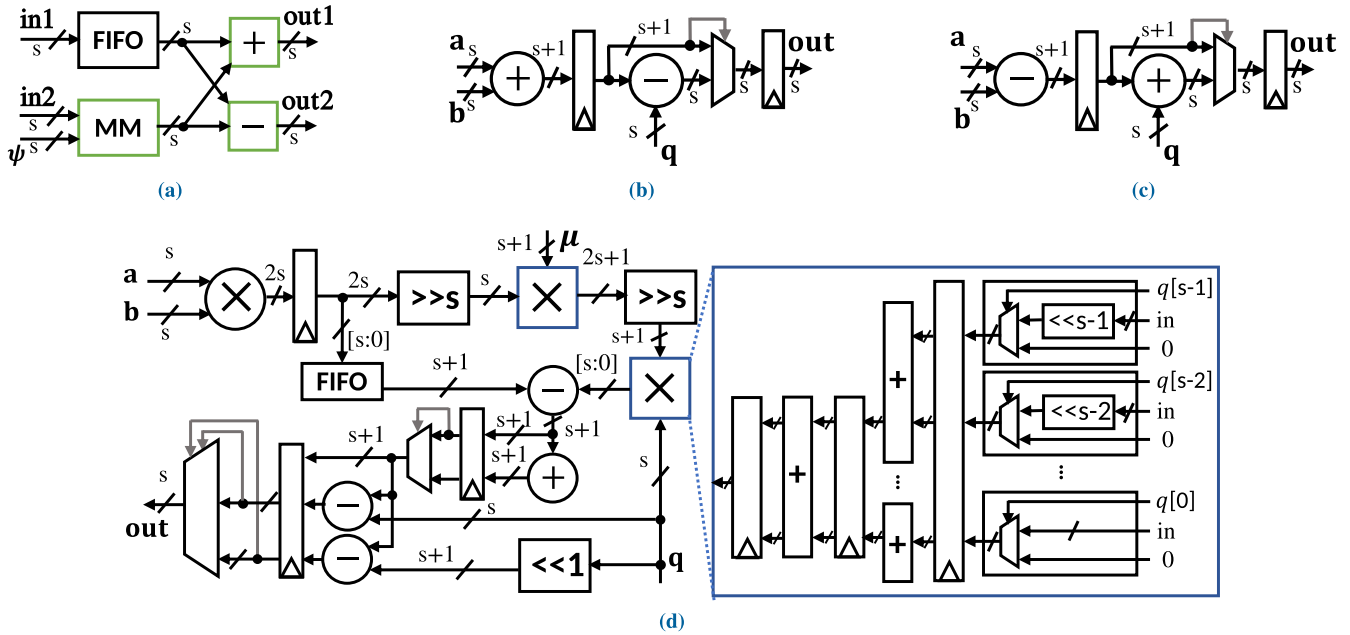 in1
s
FIFO
s
+
out1
s
in2
s
ψ
s
MM
s
−
out2
s
(a)
a
s
b
s
+
s+1
s+1
−
s
s
q
s
out
s
(b)
a
s
b
s
−
s+1
s+1
+
s
s
q
s
out
s
(c)
a
s
b
s
×
2s
2s
>>s
s
s+1
μ
×
2s+1
>>s
s+1
[s:0]
FIFO
s+1
−
[s:0]
×
s+1
s+1
s+1
+
s+1
s
out
−
s
s
−
s+1
<<1
q
q[s-1]
<<s-1
in
0
q[s-2]
<<s-2
in
0
⋮
q[0]
in
0
+
+
⋮
+
(d)